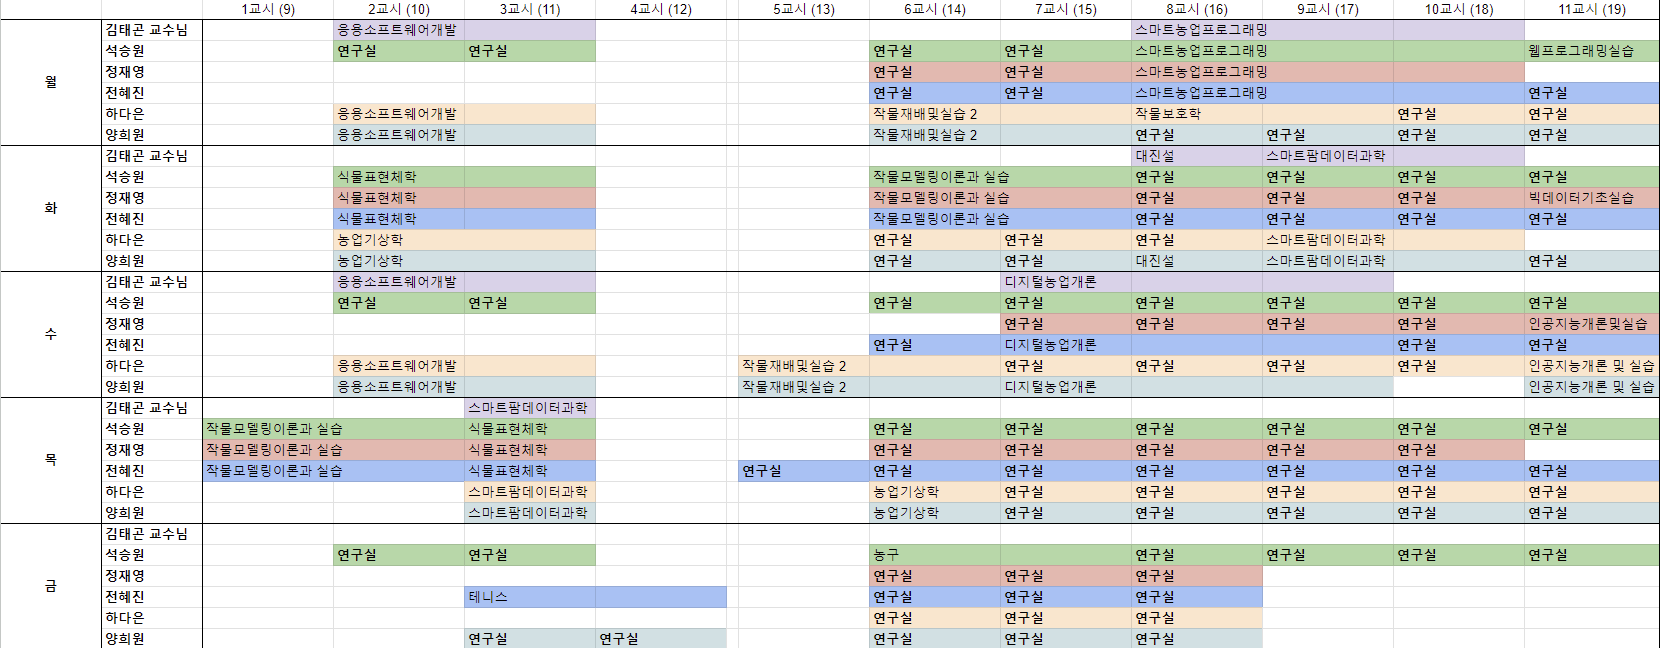 1교시 (9) 2교시 (10) 3교시 (11) 4교시 (12) 5교시 (13) 6교시 (14) 7교시 (15) 8교시 (16) 9교시 (17) 10교시 (18) 11교시 (19)
월
김태곤 교수님 응용소프트웨어개발 스마트농업프로그래밍
석승원 연구실 연구실 연구실 연구실 스마트농업프로그래밍 웹프로그래밍실습
정재영 연구실 연구실 스마트농업프로그래밍
전혜진 연구실 연구실 스마트농업프로그래밍 연구실
하다은 응용소프트웨어개발 작물재배및실습 2 작물보호학 연구실 연구실
양희원 응용소프트웨어개발 작물재배및실습 2 연구실 연구실 연구실 연구실
화
김태곤 교수님 대진설 스마트팜데이터과학
석승원 식물표현체학 작물모델링이론과 실습 연구실 연구실 연구실 연구실
정재영 식물표현체학 작물모델링이론과 실습 연구실 연구실 연구실 빅데이터기초실습
전혜진 식물표현체학 작물모델링이론과 실습 연구실 연구실 연구실 연구실
하다은 농업기상학 연구실 연구실 연구실 스마트팜데이터과학
양희원 농업기상학 연구실 연구실 대진설 스마트팜데이터과학 연구실
수
김태곤 교수님 응용소프트웨어개발 디지털농업개론
석승원 연구실 연구실 연구실 연구실 연구실 연구실 연구실 연구실
정재영 연구실 연구실 연구실 연구실 인공지능개론및실습
전혜진 연구실 디지털농업개론 연구실 연구실
하다은 응용소프트웨어개발 작물재배및실습 2 연구실 연구실 연구실 연구실 인공지능개론 및 실습
양희원 응용소프트웨어개발 작물재배및실습 2 디지털농업개론 인공지능개론 및 실습
목
김태곤 교수님 스마트팜데이터과학
석승원 작물모델링이론과 실습 식물표현체학 연구실 연구실 연구실 연구실 연구실 연구실
정재영 작물모델링이론과 실습 식물표현체학 연구실 연구실 연구실 연구실 연구실
전혜진 작물모델링이론과 실습 식물표현체학 연구실 연구실 연구실 연구실 연구실 연구실 연구실
하다은 스마트팜데이터과학 농업기상학 연구실 연구실 연구실 연구실 연구실
양희원 스마트팜데이터과학 농업기상학 연구실 연구실 연구실 연구실 연구실
금
김태곤 교수님
석승원 연구실 연구실 농구 연구실 연구실 연구실 연구실
정재영 연구실 연구실 연구실
전혜진 테니스 연구실 연구실 연구실
하다은 연구실 연구실 연구실
양희원 연구실 연구실 연구실 연구실 연구실